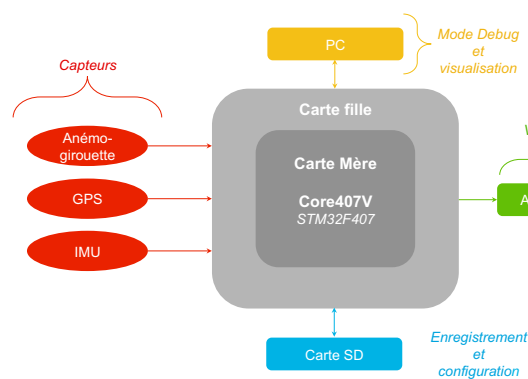 PC
Mode Debug
et
visualisation
Capteurs
Carte fille
Anémo-
girouette
GPS
IMU
Carte Mère
Core407V
STM32F407
Carte SD
Enregistrement
et
configuration